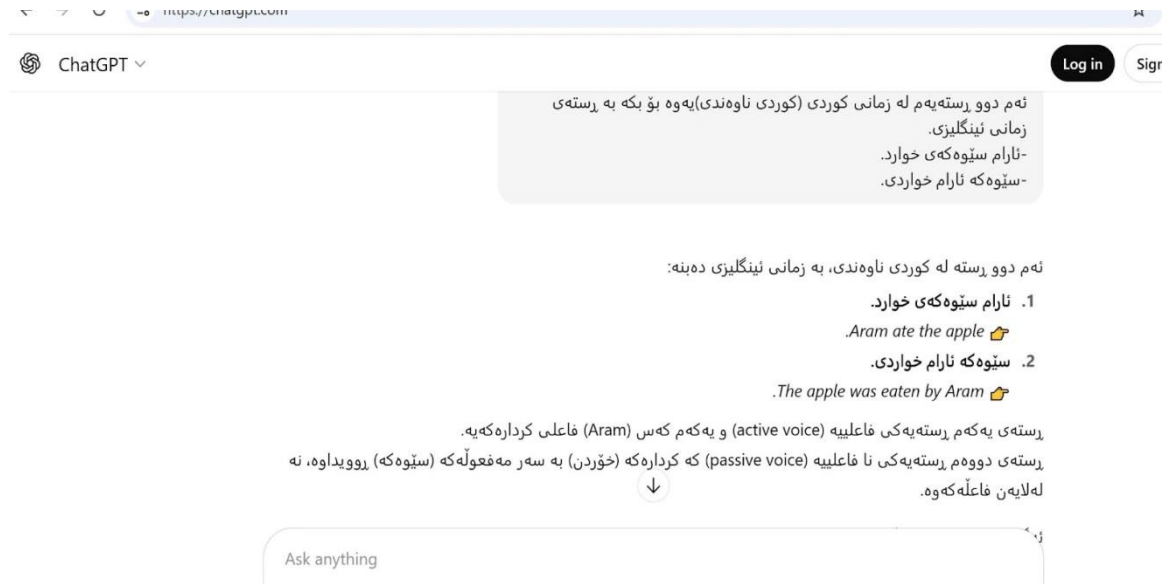 https://chatgpt.com
ChatGPT
Log in
ئەم دوو ڕستەیەم لە زمانی کوردی (کوردی ناوەندی)یەوە بۆ بکە بە ڕستەی
زمانی ئینگلیزی.
-ئارام سێوەکەی خوارد.
-سێوەکە ئارام خواردی.
ئەم دوو ڕستە لە کوردی ناوەندی، بە زمانی ئینگلیزی دەبنە:
1. ئارام سێوەکەی خوارد.
👉 Aram ate the apple.
2. سێوەکە ئارام خواردی.
👉 The apple was eaten by Aram.
ڕستەی یەکەم ڕستەیەکی فاعلییە (active voice) و یەکەم کەس (Aram) فاعلی کردارەکەیە.
ڕستەی دووەم ڕستەیەکی نا فاعلییە (passive voice) کە کردارەکە (خۆردن) بە سەر مەفعوڵەکە (سێوەکە) ڕوویداوە، نە
لەلایەن فاعڵەکەوە.
Ask anything